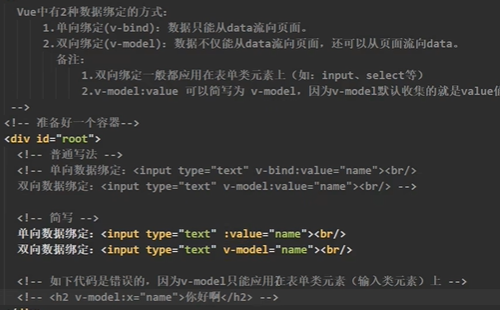 Vue中有2种数据绑定的方式：
1.单向绑定(v-bind)：数据只能从data流向页面。
2.双向绑定(v-model)：数据不仅能从data流向页面，还可以从页面流向data。
备注：
1.双向绑定一般都应用在表单类元素上（如：input、select等）
2.v-model:value 可以简写为 v-model，因为v-model默认收集的就是value值
-->
<!-- 准备好一个容器-->
<div id="root">
<!-- 普通写法 -->
<!-- 单向数据绑定：<input type="text" v-bind:value="name"><br/>
双向数据绑定：<input type="text" v-model:value="name"><br/> -->
<!-- 简写 -->
单向数据绑定：<input type="text" :value="name"><br/>
双向数据绑定：<input type="text" v-model="name"><br/>
<!-- 如下代码是错误的，因为v-model只能应用在表单类元素（输入类元素）上 -->
<!-- <h2 v-model:x="name">你好啊</h2> -->